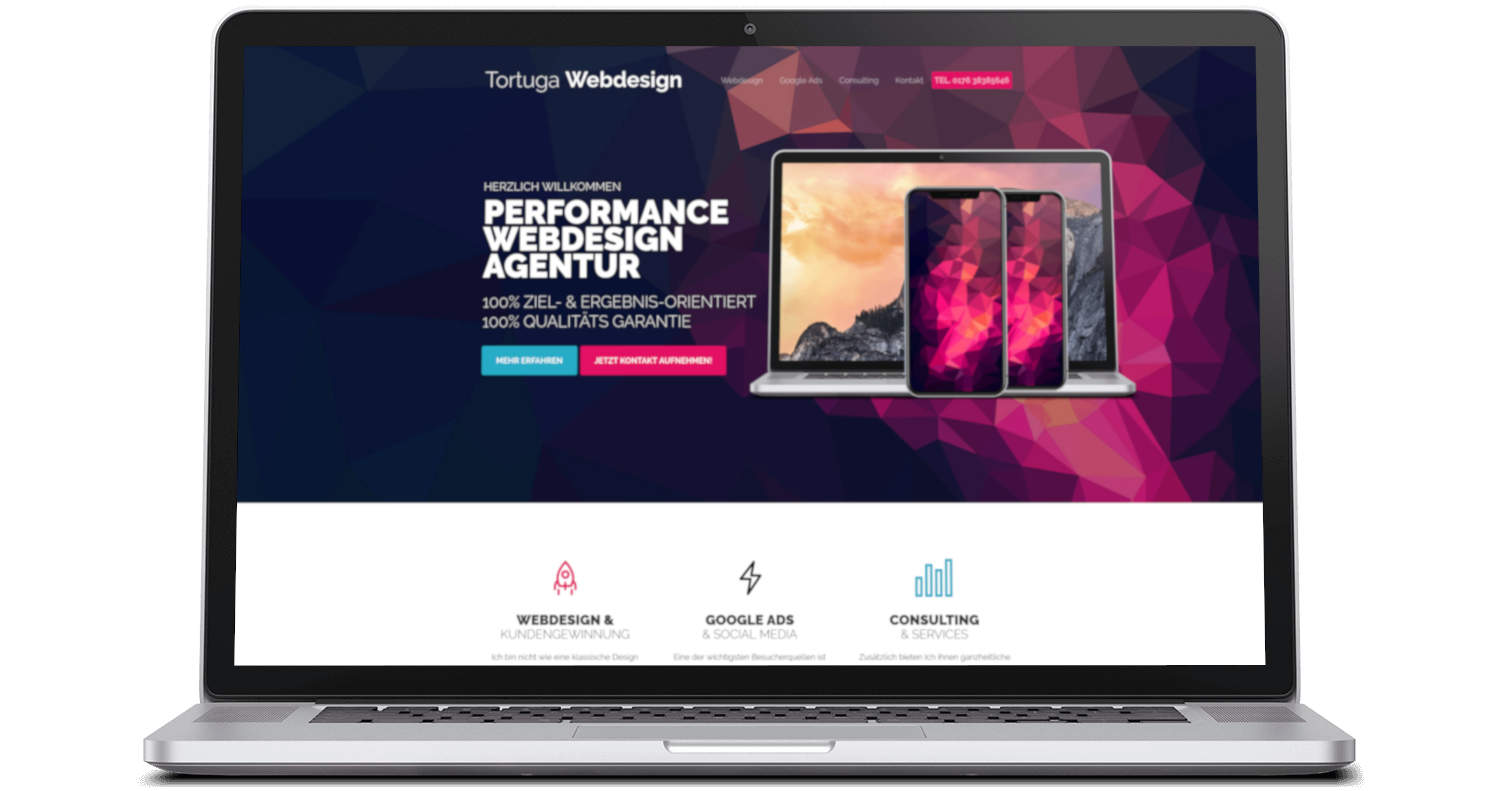 Tortuga Webdesign
Webdesign Google Ads Consulting Kontakt TEL. 0176 38385646
HERZLICH WILLKOMMEN
PERFORMANCE
WEBDESIGN
AGENTUR
100% ZIEL- & ERGEBNIS-ORIENTIERT
100% QUALITÄTS GARANTIE
MEHR ERFAHREN JETZT KONTAKT AUFNEHMEN!
WEBDESIGN &
KUNDENGEWINNUNG
Ich bin nicht wie eine klassische Design
GOOGLE ADS
& SOCIAL MEDIA
Eine der wichtigsten Besucherquellen ist
CONSULTING
& SERVICES
Zusätzlich bieten Ich Ihnen ganzheitliche